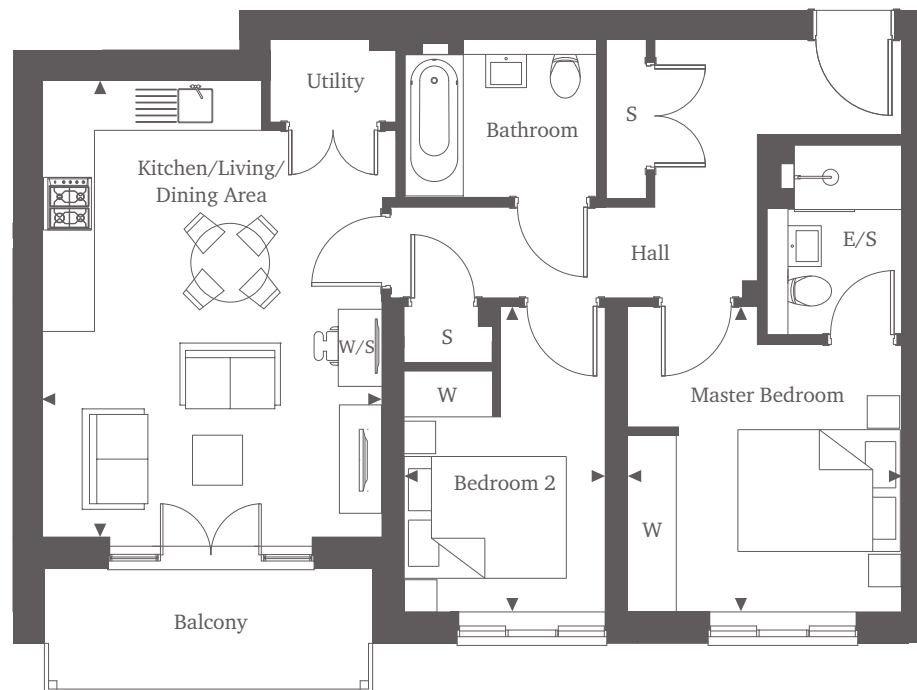 Utility
Bathroom
S
Kitchen/Living/
Dining Area
E/S
Hall
S
W/S
W
Master Bedroom
Bedroom 2
W
Balcony